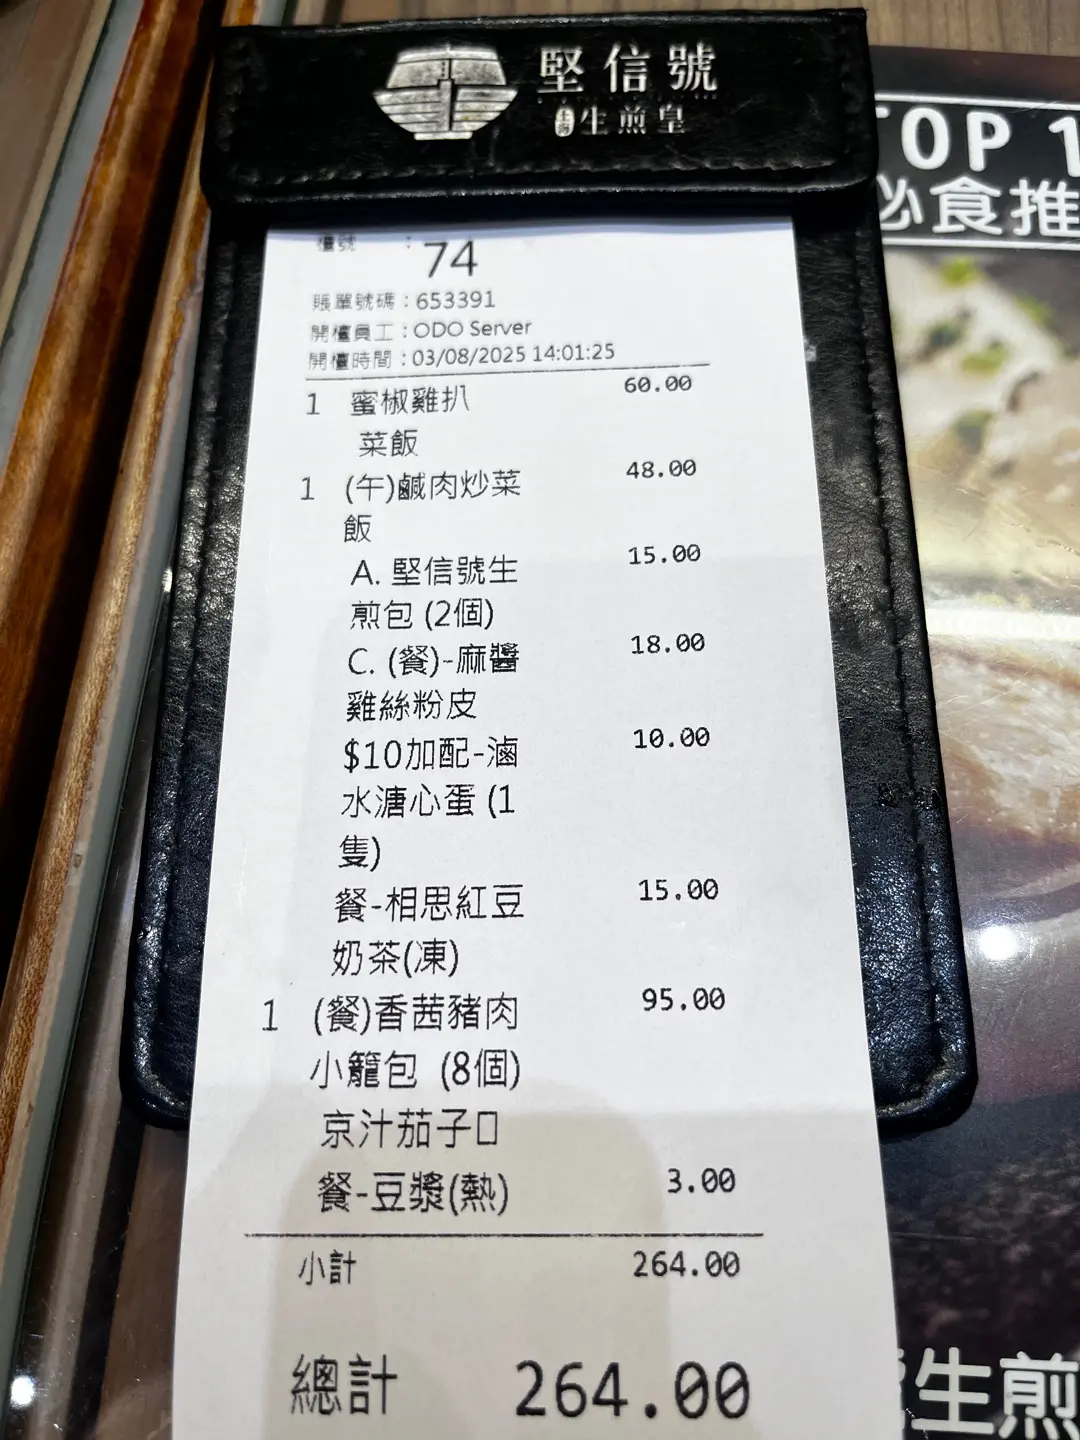 堅信號
上海 生煎皇
TOP 1
必食推
檯號 : 74
賬單號碼 : 653391
開檯員工 : ODO Server
開檯時間 : 03/08/2025 14:01:25
1 蜜椒雞扒 60.00
菜飯
1 (午)鹹肉炒菜 48.00
飯
A. 堅信號生 15.00
煎包 (2個)
C. (餐)-麻醬 18.00
雞絲粉皮
$10加配-滷 10.00
水溏心蛋 (1
隻)
餐-相思紅豆 15.00
奶茶(凍)
1 (餐)香茜豬肉 95.00
小籠包 (8個)
京汁茄子口
餐-豆漿(熱) 3.00
小計 264.00
總計 264.00
生煎